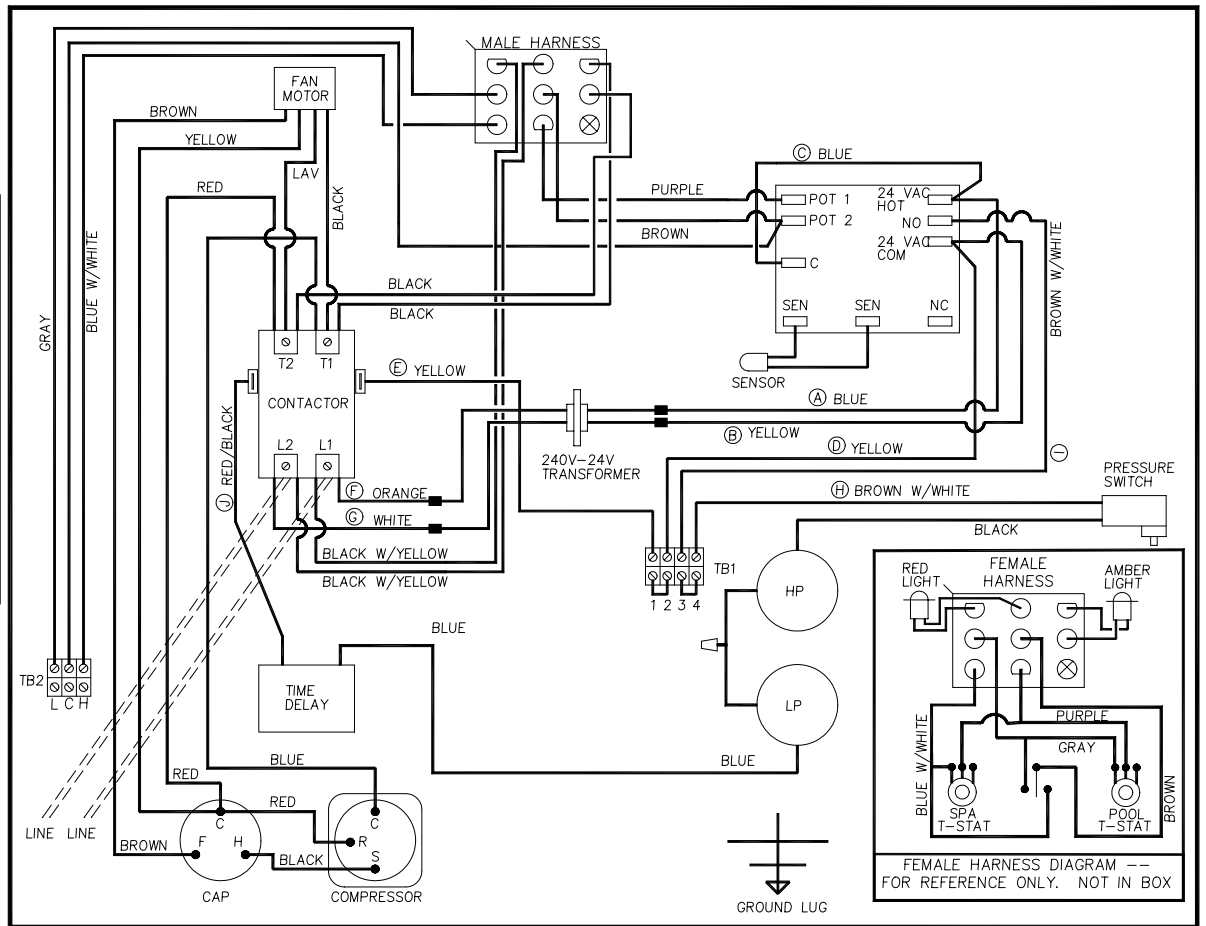 MALE HARNESS
FAN
MOTOR
BROWN
YELLOW
LAV
RED
BLACK
C BLUE
PURPLE
POT 1
24 VAC
HOT
POT 2
NO
BROWN
24 VAC
COM
C
BLUE W/WHITE
BLACK
BLACK
BROWN W/WHITE
GRAY
SEN
SEN
NC
T2
T1
E YELLOW
SENSOR
CONTACTOR
A BLUE
B YELLOW
L2
L1
240V-24V
TRANSFORMER
D YELLOW
I
J RED/BLACK
F ORANGE
G WHITE
H BROWN W/WHITE
PRESSURE
SWITCH
BLACK
BLACK W/YELLOW
BLACK W/YELLOW
TB1
1 2 3 4
HP
RED
LIGHT
FEMALE
HARNESS
AMBER
LIGHT
BLUE
TB2
L C H
TIME
DELAY
LP
PURPLE
GRAY
BLUE W/WHITE
BROWN
SPA
T-STAT
POOL
T-STAT
BLUE
BLUE
RED
RED
LINE
LINE
BROWN
C
F
H
BLACK
C
R
S
CAP
COMPRESSOR
GROUND LUG
FEMALE HARNESS DIAGRAM --
FOR REFERENCE ONLY. NOT IN BOX